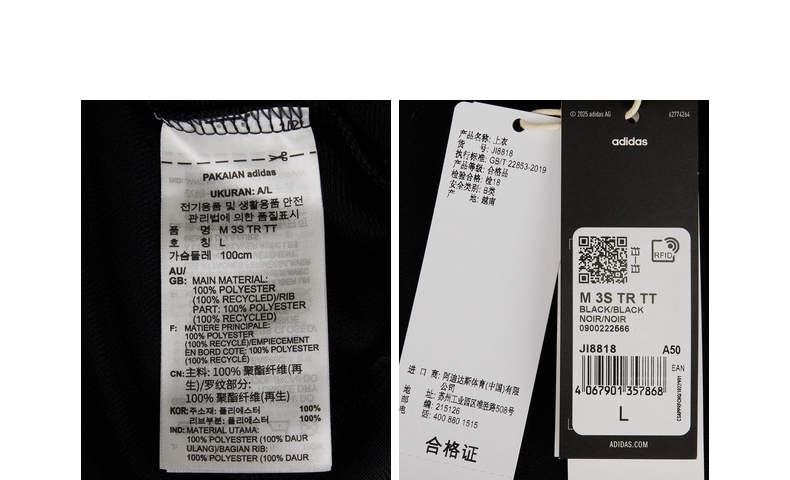 PAKAIAN adidas
UKURAN: A/L
전기용품 및 생활용품 안전
관리법에 의한 품질표시
품 명 M 3S TR TT
호 칭 L
가슴둘레 100cm
AU/
GB: MAIN MATERIAL:
100% POLYESTER
(100% RECYCLED)/RIB
PART: 100% POLYESTER
(100% RECYCLED)
F: MATIERE PRINCIPALE:
100% POLYESTER
(100% RECYCLE)/EMPIECEMENT
EN BORD COTE: 100% POLYESTER
(100% RECYCLE)
CN: 主料: 100% 聚酯纤维(再
生)/罗纹部分:
100% 聚酯纤维(再
生)
KOR: 주소재: 폴리에스터 100%
리브부분: 폴리에스터 100%
IND: MATERIAL UTAMA:
100% POLYESTER (100% DAUR
ULANG)/BAGIAN RIB:
100% POLYESTER (100% DAUR
产品名称: 上衣
货 号: JI8818
执行标准: GB/T 22853-2019
产品等级: 合格品
检验合格: 检18
安全类别: B类
产 地: 越南
进 口 商: 阿迪达斯体育(中国)有限
公司
地 址: 苏州工业园区唯胜路508号
邮 编: 215126
电 话: 400 880 1515
合格证
© 2025 adidas AG 62774264
adidas
RFID
M 3S TR TT
BLACK/BLACK
NOIR/NOIR
0900222566
JI8818 A50
EAN
4 067901 357868
L
ADIDAS.COM